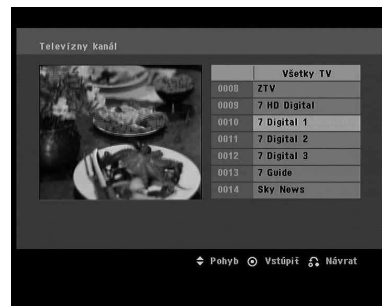 Televízny kanál
Všetky TV
0008 ZTV
0009 7 HD Digital
0010 7 Digital 1
0011 7 Digital 2
0012 7 Digital 3
0013 7 Guide
0014 Sky News
Pohyb Vstúpiť Návrat